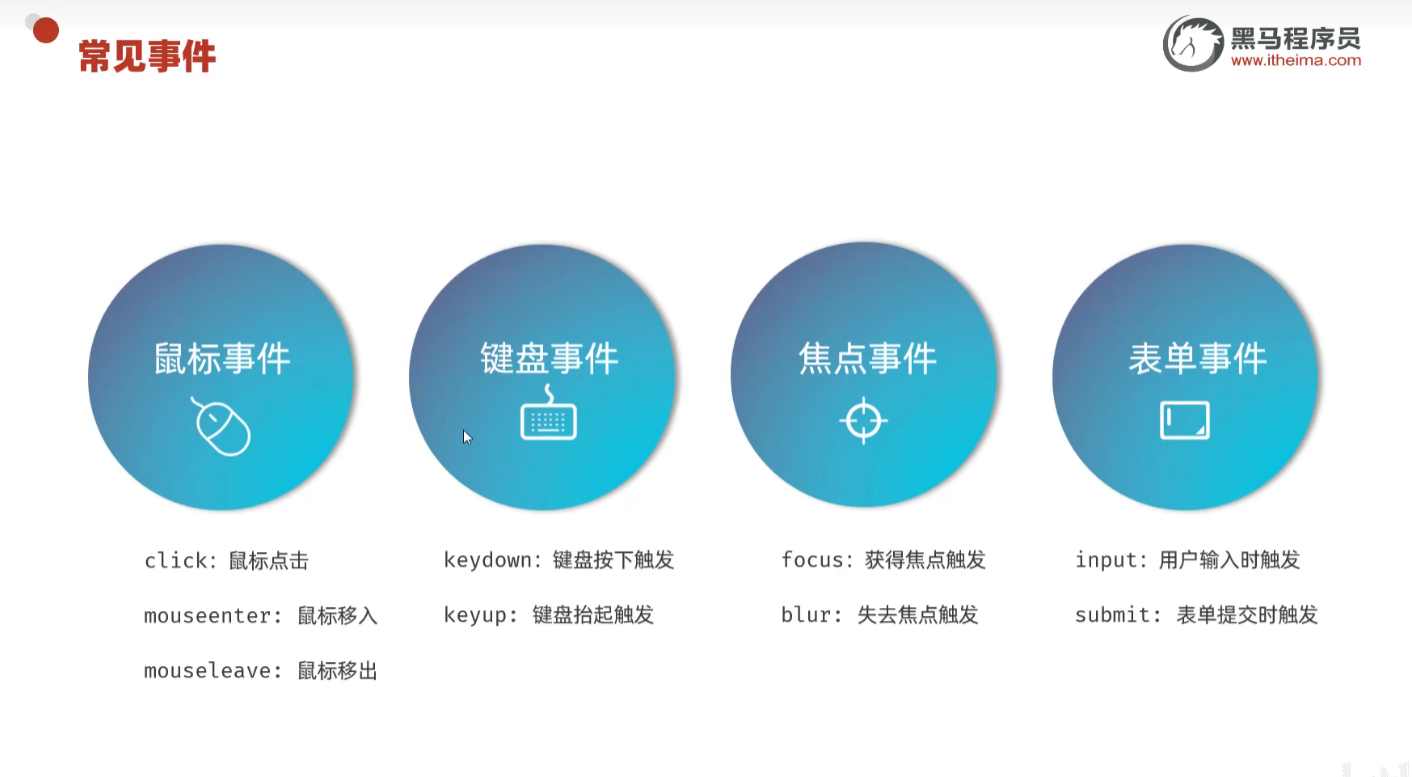 常见事件
黑马程序员
www.itheima.com
鼠标事件
click: 鼠标点击
mouseenter: 鼠标移入
mouseleave: 鼠标移出
键盘事件
keydown: 键盘按下触发
keyup: 键盘抬起触发
焦点事件
focus: 获得焦点触发
blur: 失去焦点触发
表单事件
input: 用户输入时触发
submit: 表单提交时触发